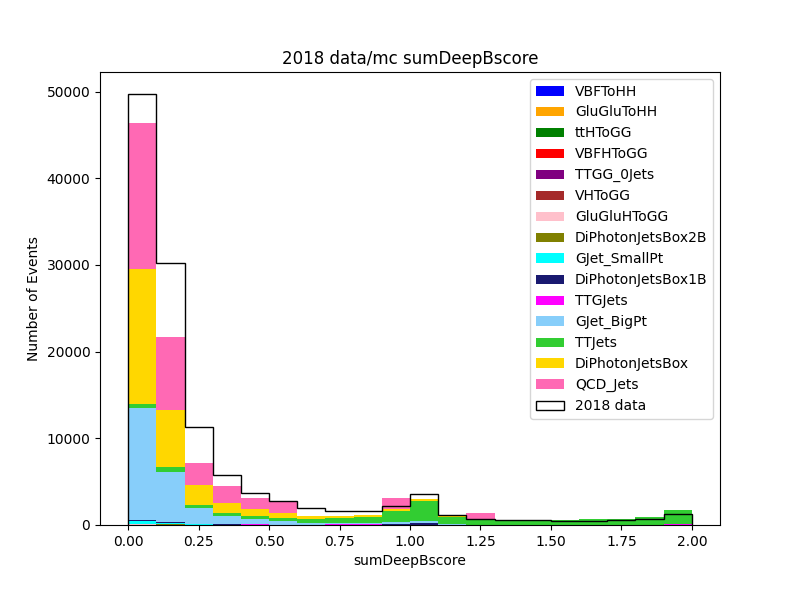 2018 data/mc sumDeepBscore
Number of Events
50000
40000
30000
20000
10000
0
0.00 0.25 0.50 0.75 1.00 1.25 1.50 1.75 2.00
sumDeepBscore
VBFToHH
GluGluToHH
ttHToGG
VBFHToGG
TTGG_0Jets
VHToGG
GluGluHToGG
DiPhotonJetsBox2B
GJet_SmallPt
DiPhotonJetsBox1B
TTGJets
GJet_BigPt
TTJets
DiPhotonJetsBox
QCD_Jets
2018 data